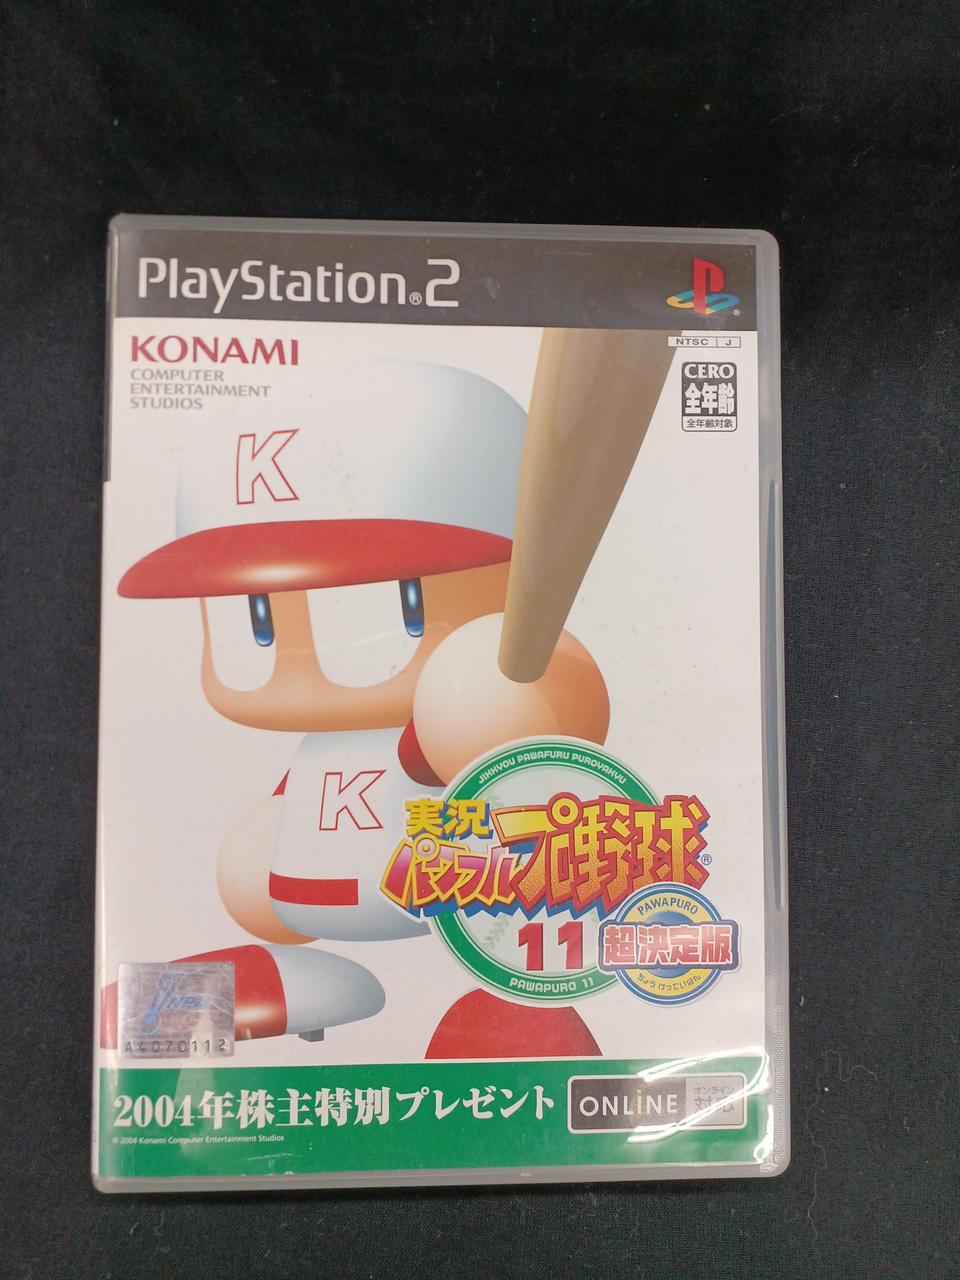 PlayStation®2
NTSC J
KONAMI
COMPUTER
ENTERTAINMENT
STUDIOS
CERO
全年齢
全年齢対象
K
K
JIKKYOU PAWAFURU PUROYAKYU
実況
パワフルプロ野球®
11
PAWAPURO 11
PAWAPURO
超決定版
ちょうけっていばん
NPB
A4070112
2004年株主特別プレゼント
ONLiNE
オンライン
対応
© 2004 Konami Computer Entertainment Studios